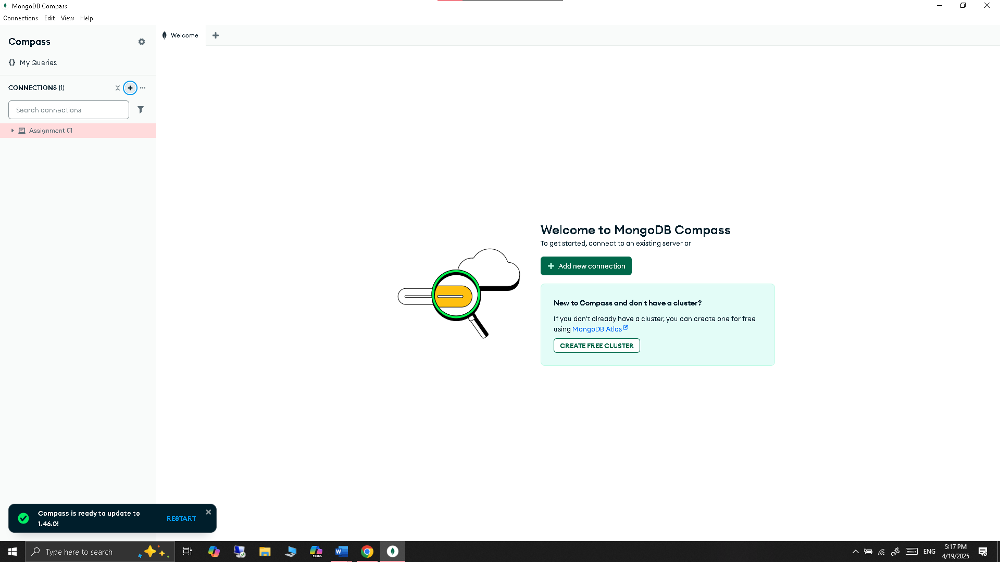 MongoDB Compass
Connections Edit View Help
Compass
Welcome
{} My Queries
CONNECTIONS (1)
Search connections
Assignment 01
Welcome to MongoDB Compass
To get started, connect to an existing server or
Add new connection
New to Compass and don't have a cluster?
If you don't already have a cluster, you can create one for free
using MongoDB Atlas
CREATE FREE CLUSTER
Compass is ready to update to
1.46.0!
RESTART
Type here to search
M365
ENG
5:17 PM
4/19/2025